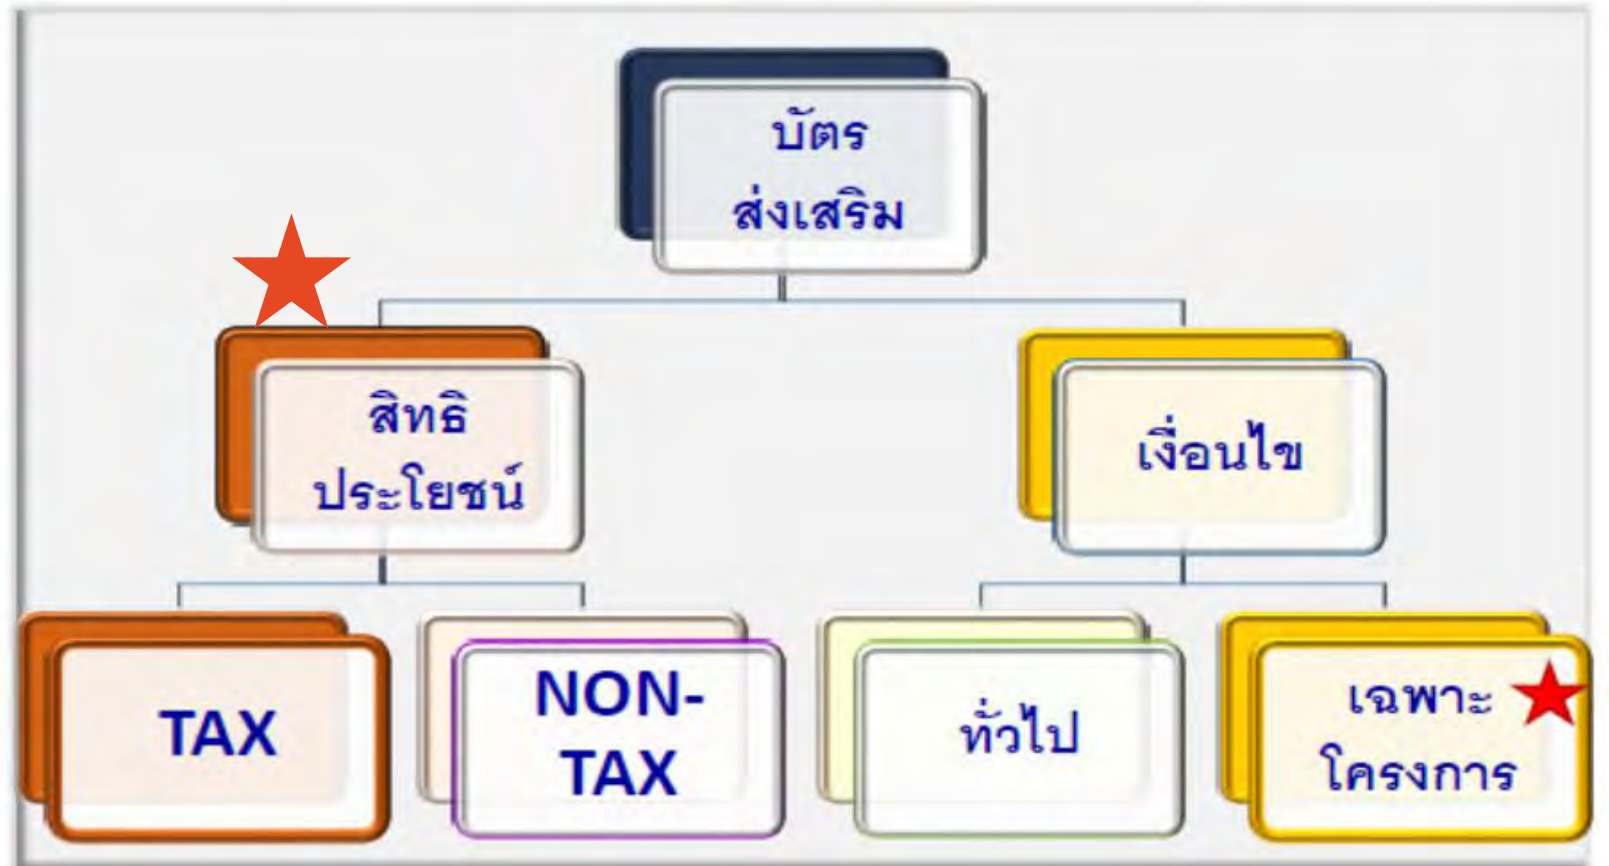 บัตร
ส่งเสริม
สิทธิ
ประโยชน์
เงื่อนไข
TAX
NON-
TAX
ทั่วไป
เฉพาะ
โครงการ